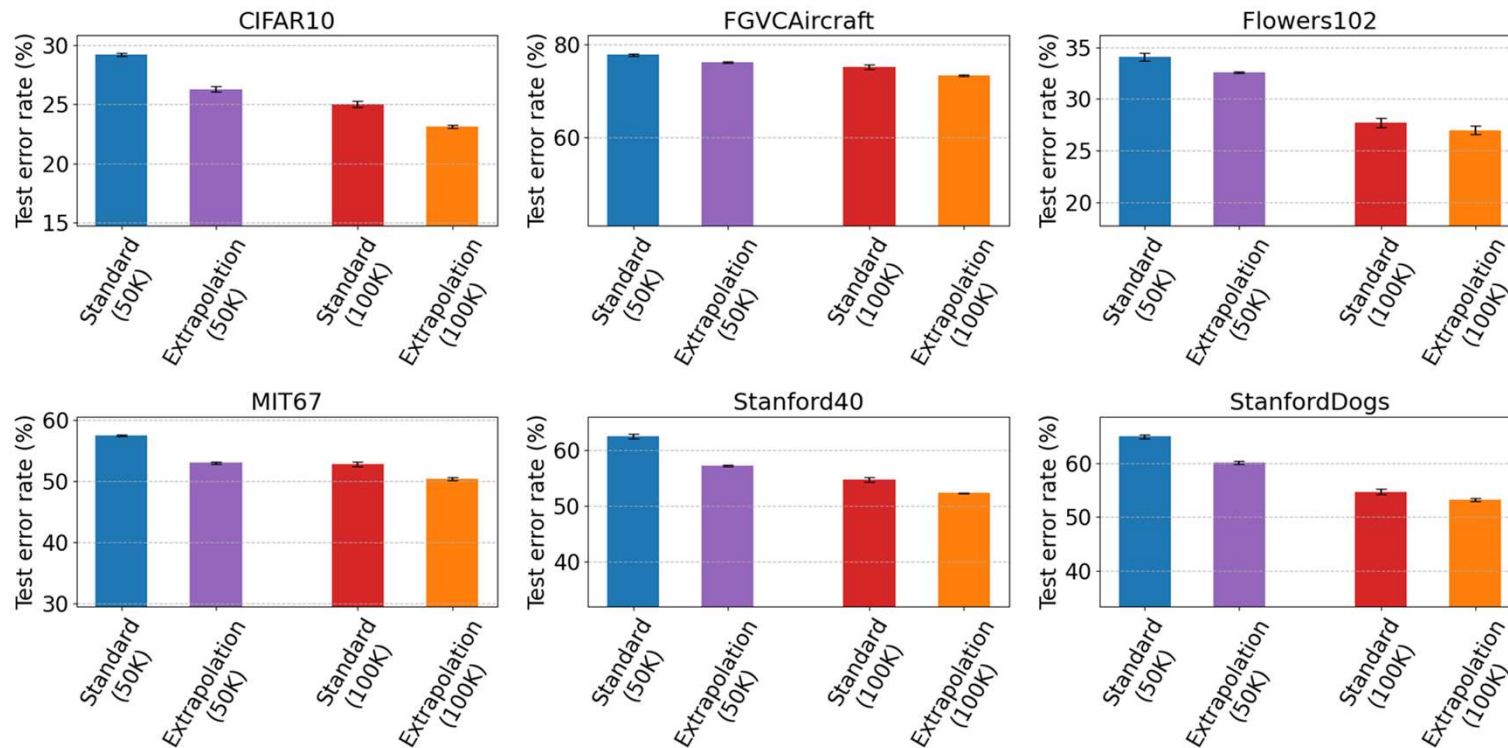 CIFAR10
Test error rate (%)
30
25
20
15
Standard
(50K)
Extrapolation
(50K)
Standard
(100K)
Extrapolation
(100K)
FGVCAircraft
Test error rate (%)
80
60
Standard
(50K)
Extrapolation
(50K)
Standard
(100K)
Extrapolation
(100K)
Flowers102
Test error rate (%)
35
30
25
20
Standard
(50K)
Extrapolation
(50K)
Standard
(100K)
Extrapolation
(100K)
MIT67
Test error rate (%)
60
50
40
30
Standard
(50K)
Extrapolation
(50K)
Standard
(100K)
Extrapolation
(100K)
Stanford40
Test error rate (%)
60
50
40
Standard
(50K)
Extrapolation
(50K)
Standard
(100K)
Extrapolation
(100K)
StanfordDogs
Test error rate (%)
60
50
40
Standard
(50K)
Extrapolation
(50K)
Standard
(100K)
Extrapolation
(100K)